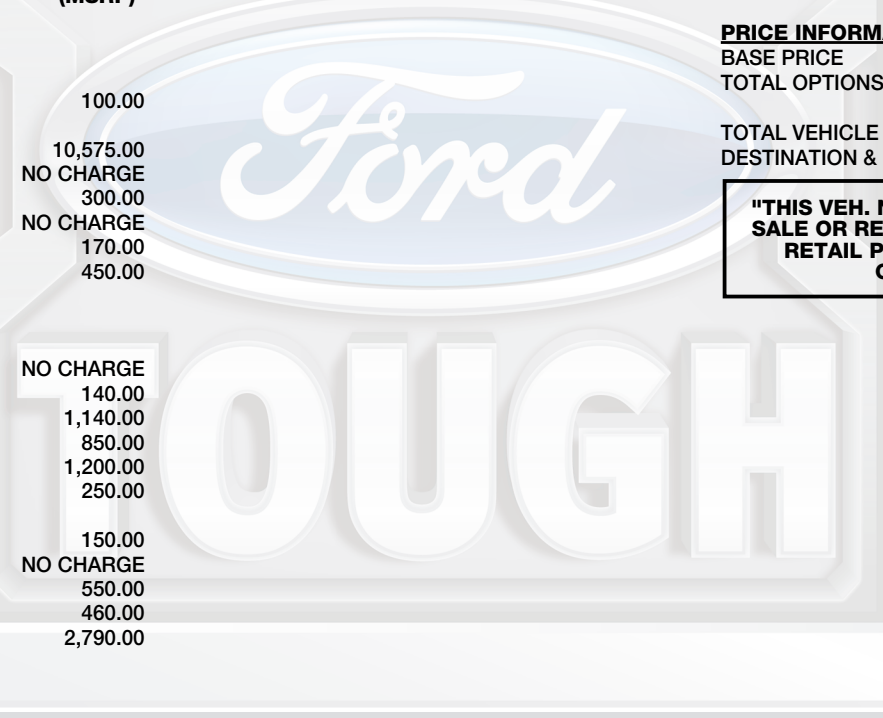 (MSRP)
100.00
10,575.00
NO CHARGE
300.00
NO CHARGE
170.00
450.00
NO CHARGE
140.00
1,140.00
850.00
1,200.00
250.00
150.00
NO CHARGE
550.00
460.00
2,790.00
PRICE
BASE PRICE
TOTAL OPTIONS
TOTAL VEHICLE
DESTINATION &
"THIS VEH.
SALE OR
RETAIL
Ford
TOUGH